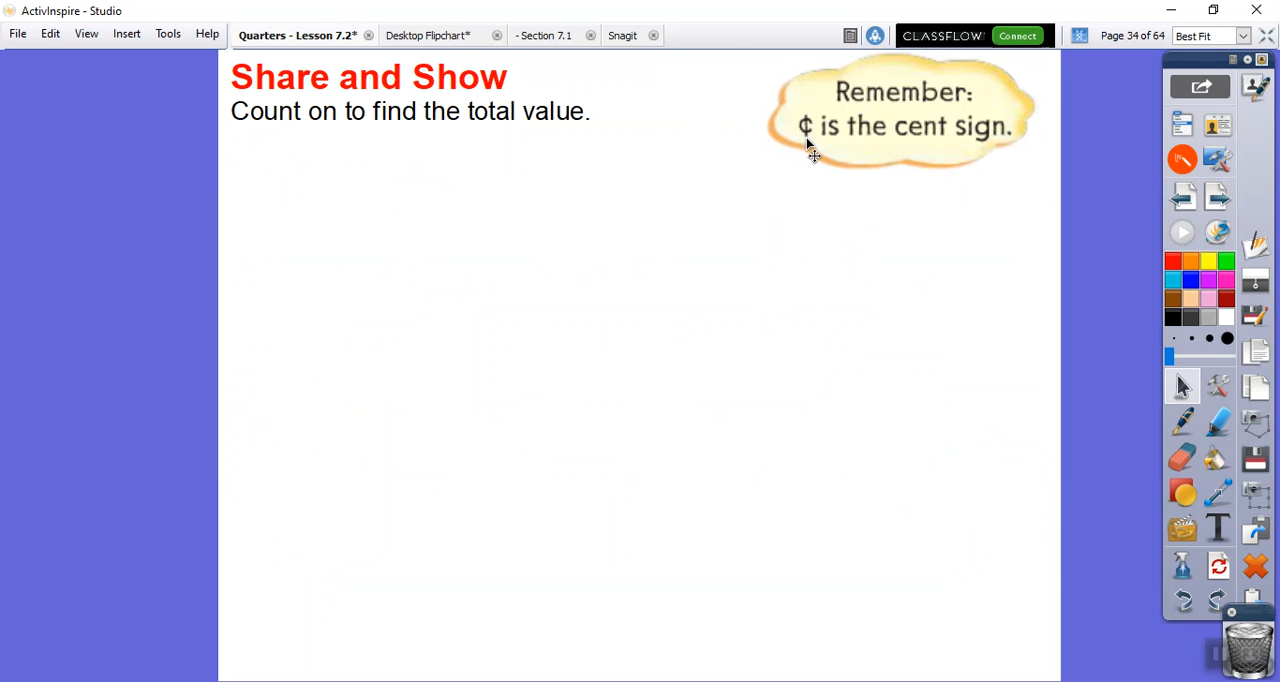 ActivInspire - Studio
File Edit View Insert Tools Help Quarters - Lesson 7.2* Desktop Flipchart* - Section 7.1 Snagit CLASSFLOW Connect Page 34 of 64 Best Fit
Share and Show
Count on to find the total value.
Remember:
¢ is the cent sign.